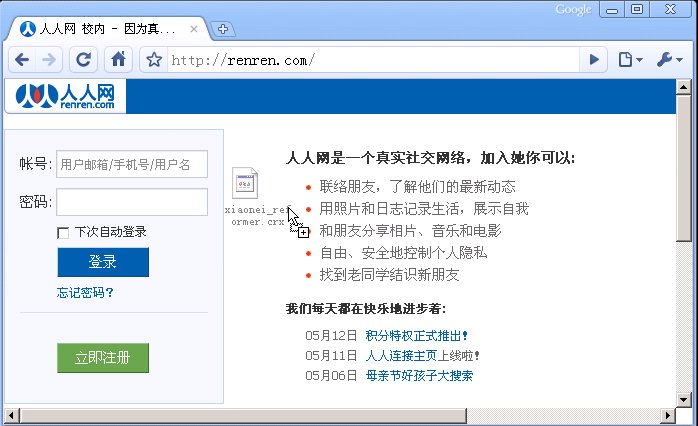 Google
人人网 校内 - 因为真...
http://renren.com/
人人网
renren.com
帐号:
用户邮箱/手机号/用户名
密码:
下次自动登录
登录
忘记密码?
立即注册
xiaonei_ref
ormer.crx
人人网是一个真实社交网络，加入她你可以:
联络朋友，了解他们的最新动态
用照片和日志记录生活，展示自我
和朋友分享相片、音乐和电影
自由、安全地控制个人隐私
找到老同学结识新朋友
我们每天都在快乐地进步着:
05月12日 积分特权正式推出!
05月11日 人人连接主页上线啦!
05月06日 母亲节好孩子大搜索